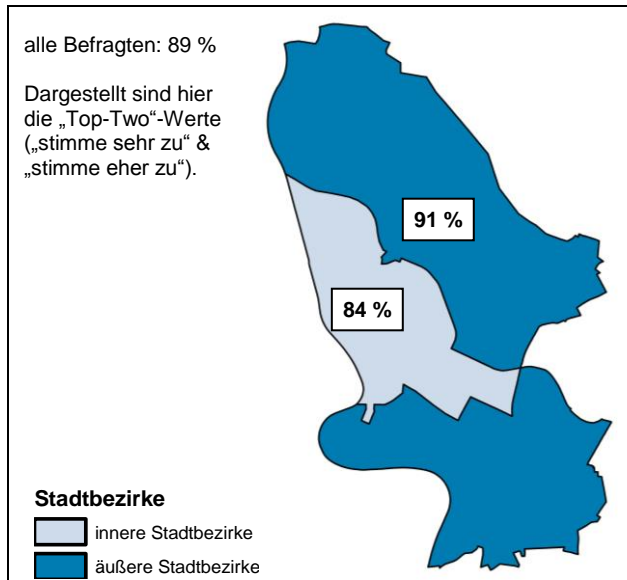 alle Befragten: 89 %
Dargestellt sind hier
die „Top-Two“-Werte
(„stimme sehr zu“ &
„stimme eher zu“).
91 %
84 %
Stadtbezirke
innere Stadtbezirke
äußere Stadtbezirke